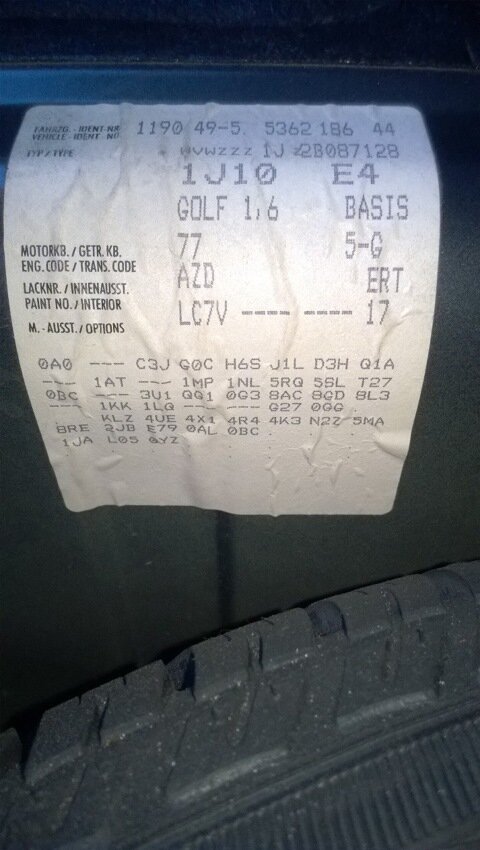 FAHRZG.-IDENT-NR 1190 49-5. 5362 186 44
VEHICLE-IDENT NO
TYP/TYPE WVWZZZ 1J Z2B087128
1J10 E4
GOLF 1,6 BASIS
MOTORKB./GETR.KB. 77 5-G
ENG.CODE/TRANS.CODE AZD ERT
LACKNR./INNENAUSST.
PAINT NO./INTERIOR LC7V ---- --- --- ---- 17
M.-AUSST./OPTIONS
0A0 --- C3J G0C H6S J1L D3H Q1A
--- 1AT --- 1MP 1NL 5RQ 5SL T27
0BC --- 3U1 QG1 0G3 8AC 8GD 8L3
--- 1KK 1LQ --- --- G27 0GG
KLZ 4UE 4X1 4R4 4K3 N2Z 5MA
8RE 2JB E79 0AL 0BC
1JA L05 QYZ